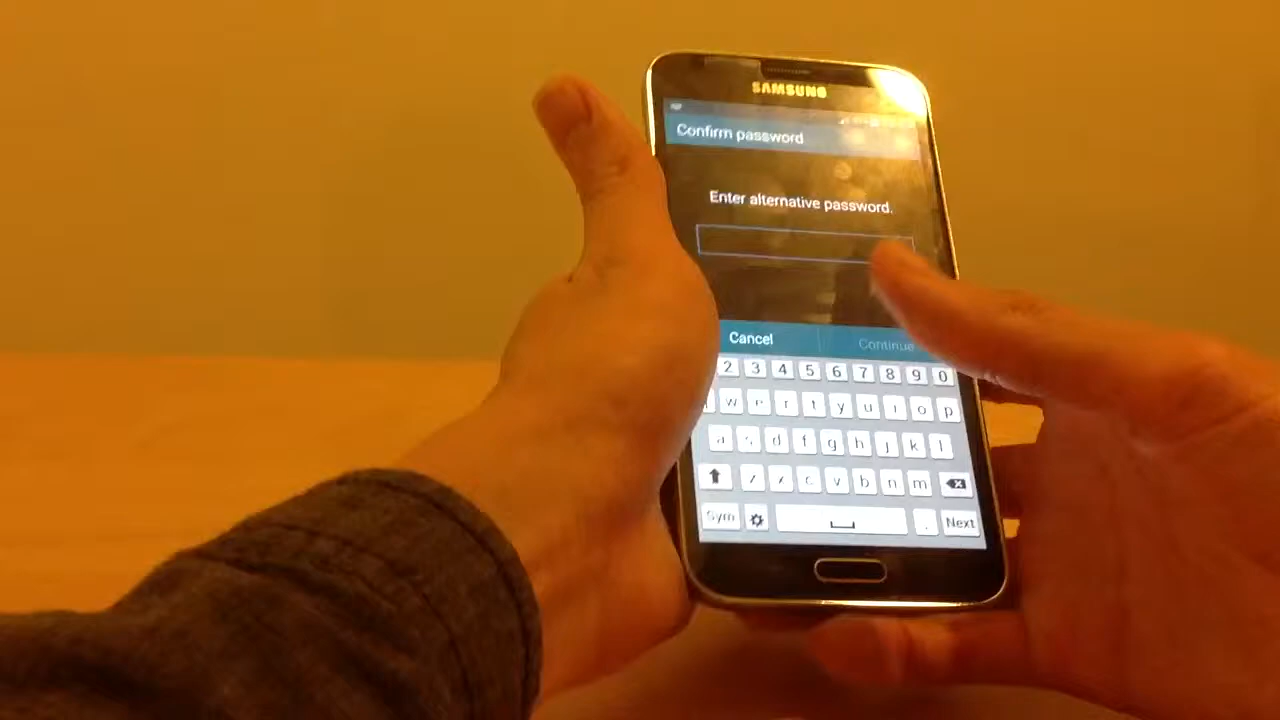 SAMSUNG
Confirm password
Enter alternative password.
Cancel
Continue
2 3 4 5 6 7 8 9 0
w e r t y u i o p
a s d f g h j k l
z x c v b n m
Sym . Next